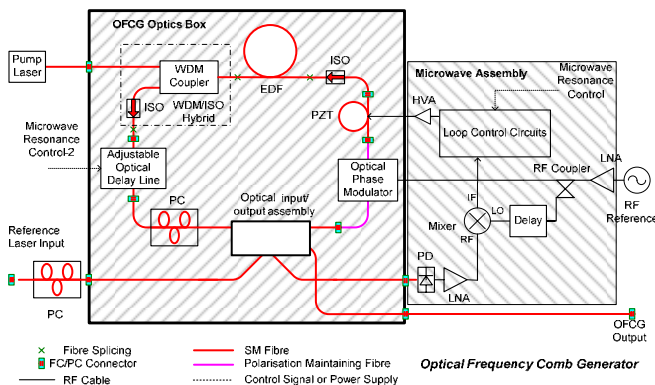 OFCG Optics Box
Pump
Laser
WDM
Coupler
ISO
WDM/ISO
Hybrid
EDF
ISO
PZT
Microwave Assembly
Microwave
Resonance
Control
HVA
Loop Control Circuits
Microwave
Resonance
Control-2
Adjustable
Optical
Delay Line
Optical
Phase
Modulator
RF Coupler
LNA
RF
Reference
IF
LO
Mixer
RF
Delay
PC
Optical input/
output assembly
Reference
Laser Input
PC
PD
LNA
OFCG
Output
Fibre Splicing
FC/PC Connector
RF Cable
SM Fibre
Polarisation Maintaining Fibre
Control Signal or Power Supply
Optical Frequency Comb Generator